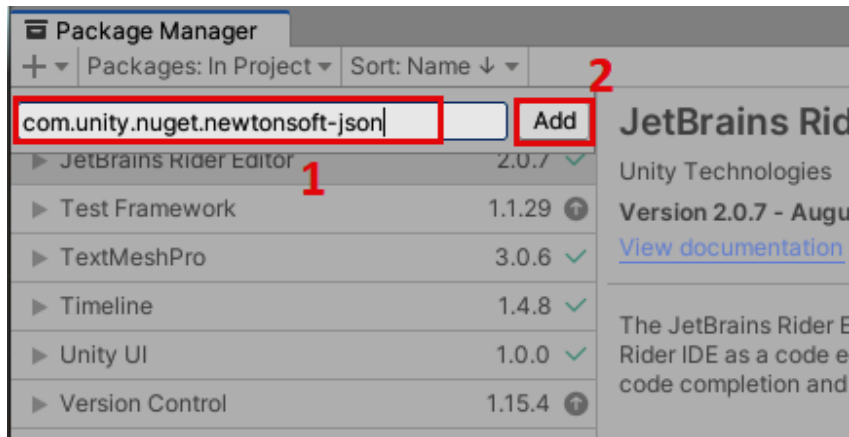 Package Manager
+ Packages: In Project Sort: Name ↓
2
com.unity.nuget.newtonsoft-json Add
1
JetBrains Rider Editor 2.0.7
Test Framework 1.1.29
TextMeshPro 3.0.6
Timeline 1.4.8
Unity UI 1.0.0
Version Control 1.15.4
JetBrains Rid
Unity Technologies
Version 2.0.7 - Augu
View documentation
The JetBrains Rider E
Rider IDE as a code e
code completion and